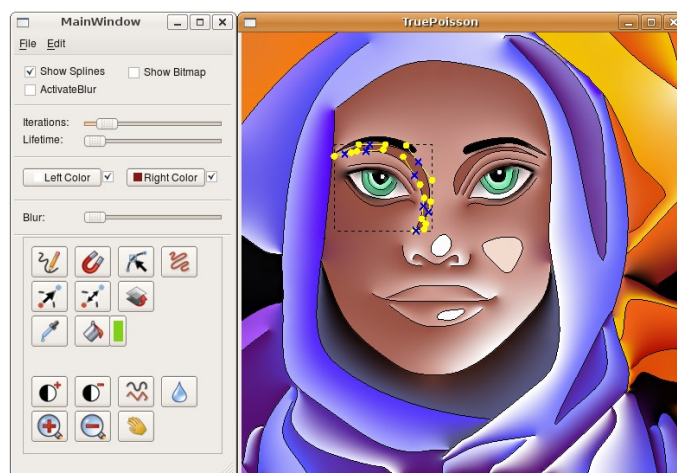 MainWindow
TruePoisson
File Edit
Show Splines Show Bitmap
ActivateBlur
Iterations:
Lifetime:
Left Color Right Color
Blur: